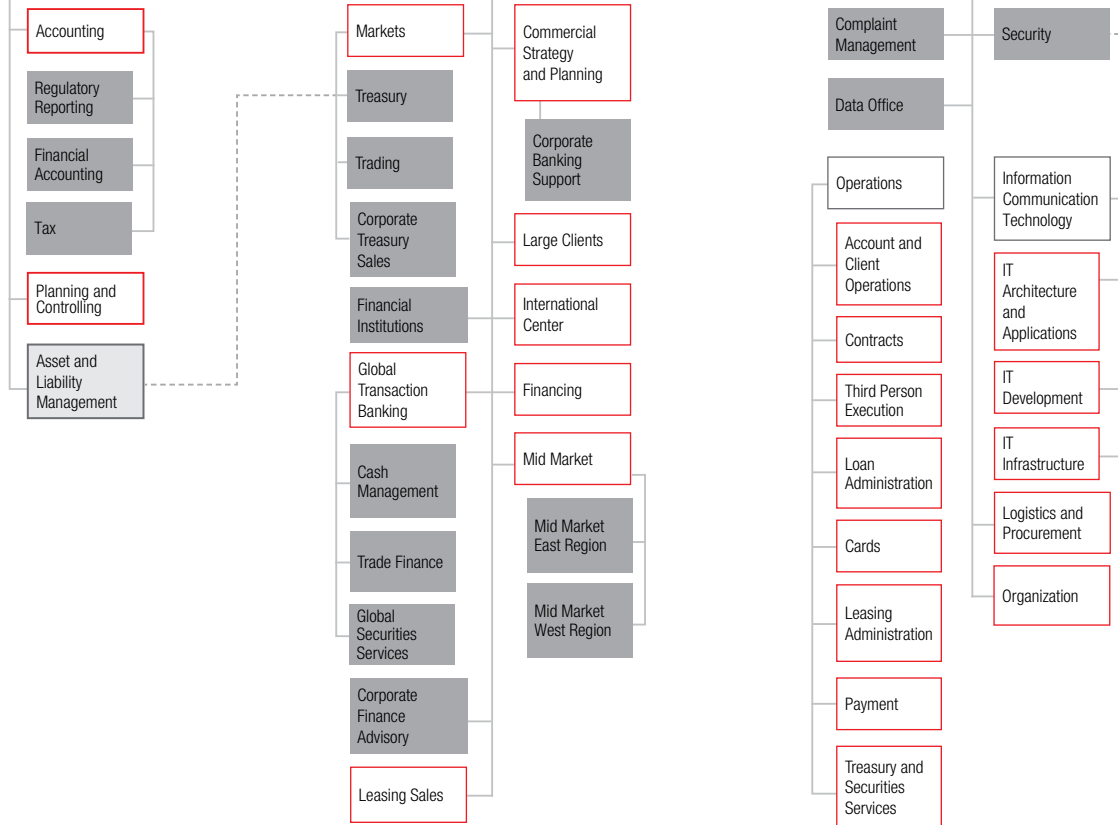 Accounting
Regulatory
Reporting
Financial
Accounting
Tax
Planning and
Controlling
Asset and
Liability
Management
Markets
Treasury
Trading
Corporate
Treasury
Sales
Financial
Institutions
Global
Transaction
Banking
Cash
Management
Trade Finance
Global
Securities
Services
Corporate
Finance
Advisory
Leasing Sales
Commercial
Strategy
and Planning
Corporate
Banking
Support
Large Clients
International
Center
Financing
Mid Market
Mid Market
East Region
Mid Market
West Region
Complaint
Management
Data Office
Operations
Account and
Client
Operations
Contracts
Third Person
Execution
Loan
Administration
Cards
Leasing
Administration
Payment
Treasury and
Securities
Services
Security
Information
Communication
Technology
IT
Architecture
and
Applications
IT
Development
IT
Infrastructure
Logistics and
Procurement
Organization